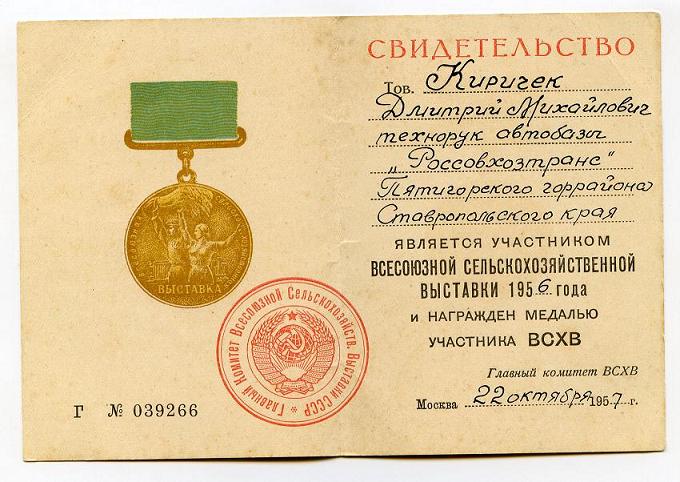 ВЫСТАВКА
Главный Комитет Всесоюзной Сельскохозяйств. Выставки СССР
Г № 039266
СВИДЕТЕЛЬСТВО
Тов. Киричек
Дмитрий Михайлович
технорук автобазы
„Россовхозтранс"
Пятигорского горрайона
Ставропольского края
ЯВЛЯЕТСЯ УЧАСТНИКОМ
ВСЕСОЮЗНОЙ СЕЛЬСКОХОЗЯЙСТВЕННОЙ
ВЫСТАВКИ 1956 года
И НАГРАЖДЕН МЕДАЛЬЮ
УЧАСТНИКА ВСХВ
Главный комитет ВСХВ
Москва 22 октября 1957 г.